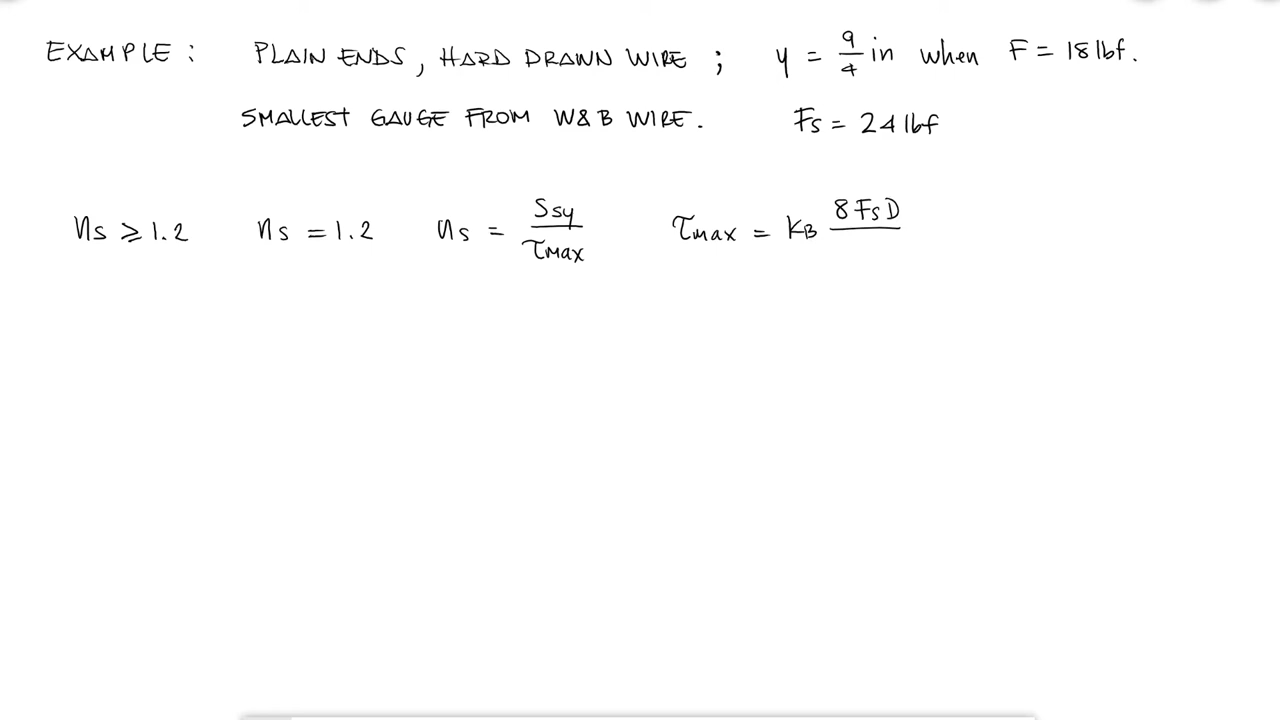 EXAMPLE : PLAIN ENDS, HARD DRAWN WIRE ; y = 9/4 in when F = 18 lbf.
SMALLEST GAUGE FROM W&B WIRE. Fs = 24 lbf
ns ≥ 1.2 ns = 1.2 ns = Ssy/τmax τmax = KB 8FsD/